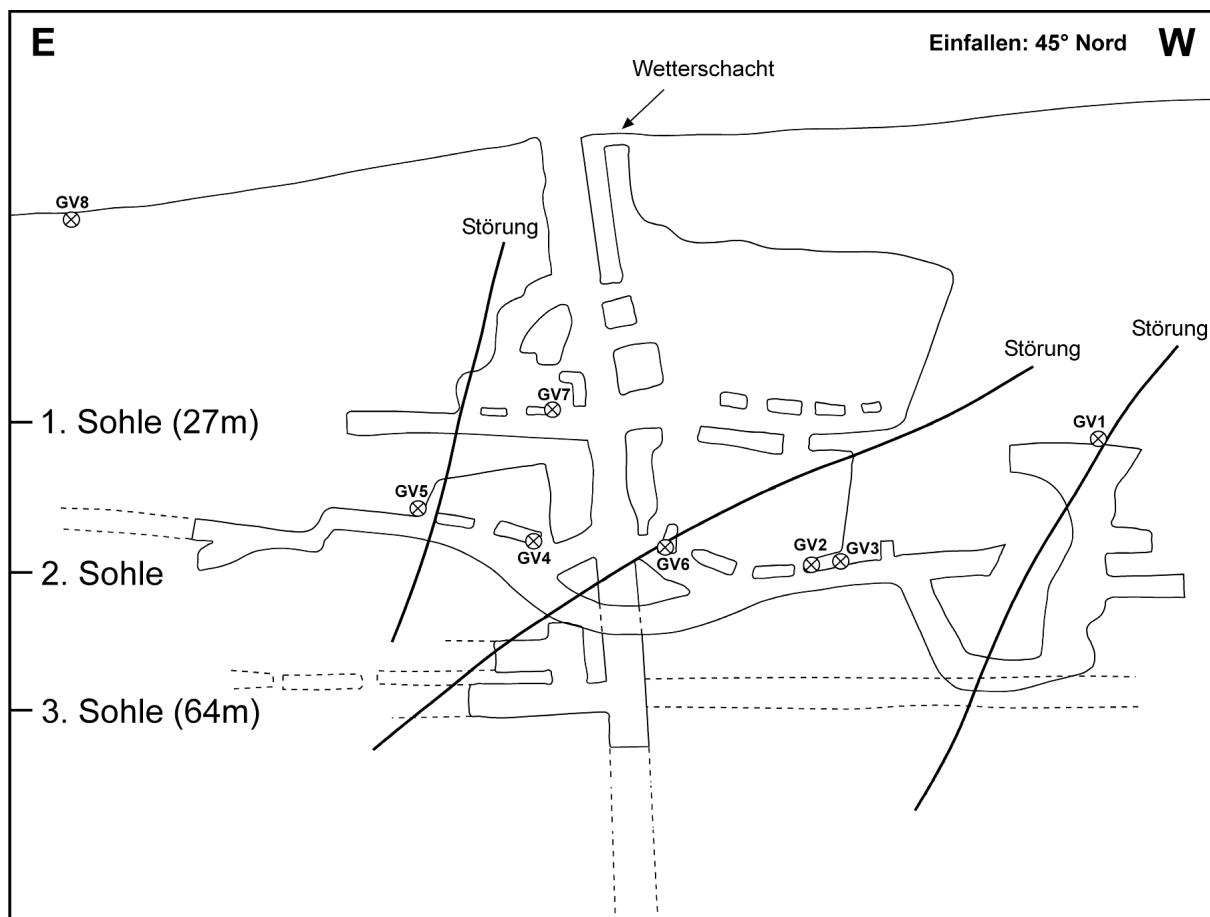 E
Einfallen: 45° Nord
W
Wetterschacht
GV8
Störung
Störung
Störung
GV7
1. Sohle (27m)
GV1
GV5
GV4
GV6
GV2
GV3
2. Sohle
3. Sohle (64m)